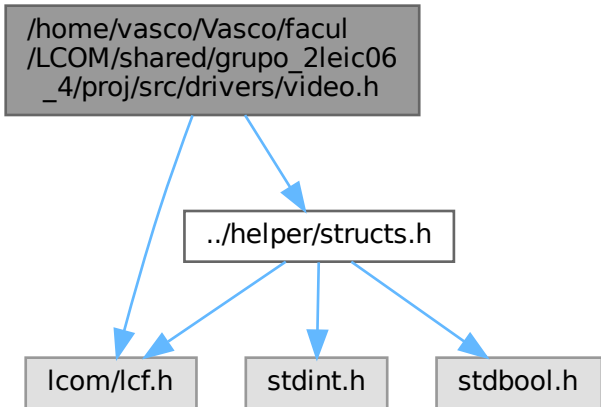 /home/vasco/Vasco/facul
/LCOM/shared/grupo_2leic06
_4/proj/src/drivers/video.h
../helper/structs.h
lcom/lcf.h
stdint.h
stdbool.h